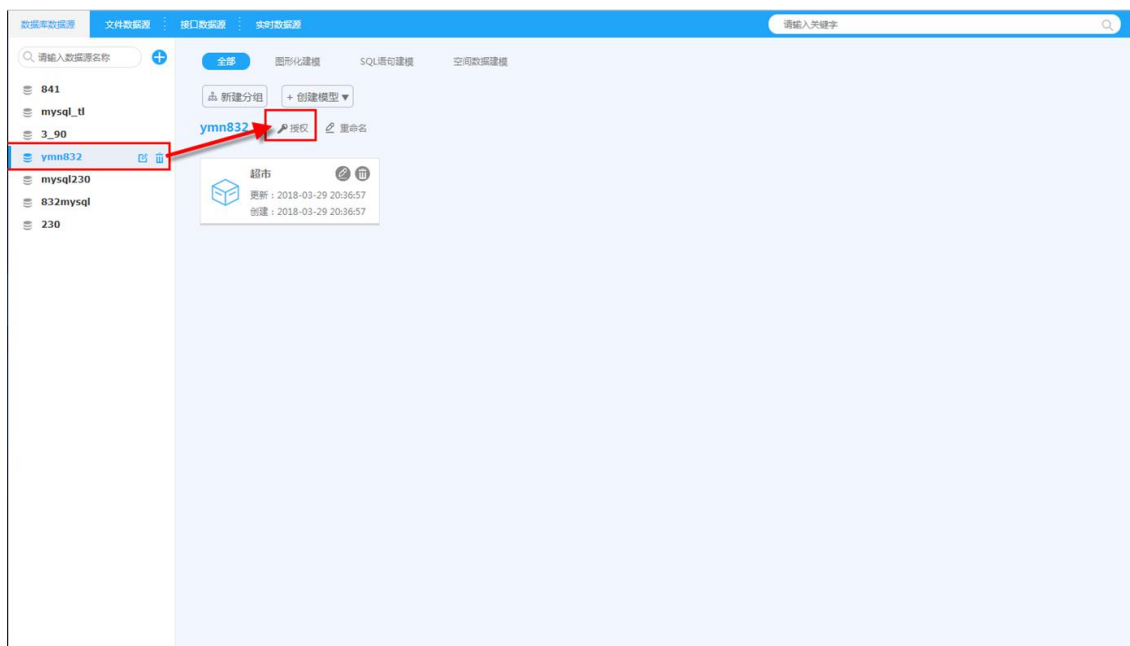 数据库数据源 文件数据源 接口数据源 实时数据源 请输入关键字
请输入数据源名称
全部 图形化建模 SQL语句建模 空间数据建模
841
mysql_tl
3_90
ymn832
mysql230
832mysql
230
新建分组 + 创建模型▼
ymn832 授权 重命名
超市
更新：2018-03-29 20:36:57
创建：2018-03-29 20:36:57